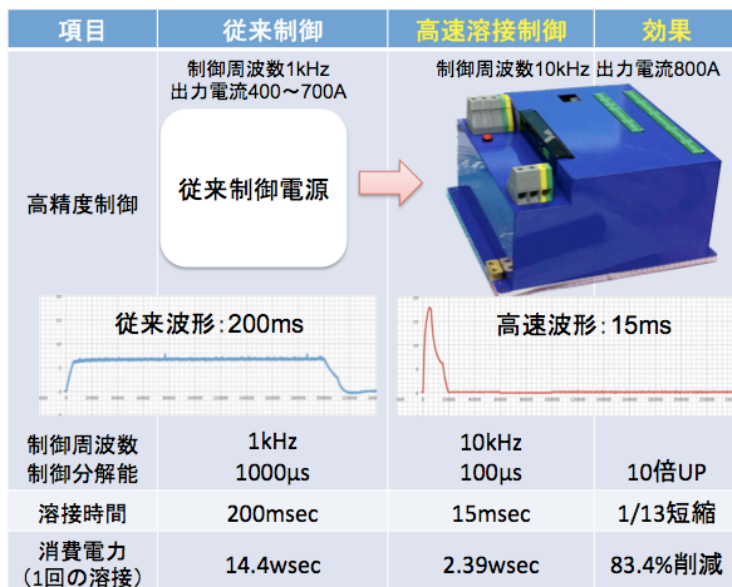 項目 従来制御 高速溶接制御 効果
制御周波数1kHz
出力電流400～700A
制御周波数10kHz 出力電流800A
高精度制御
従来制御電源
従来波形：200ms
高速波形：15ms
制御周波数 1kHz 10kHz
制御分解能 1000μs 100μs 10倍UP
溶接時間 200msec 15msec 1/13短縮
消費電力
(1回の溶接) 14.4wsec 2.39wsec 83.4%削減